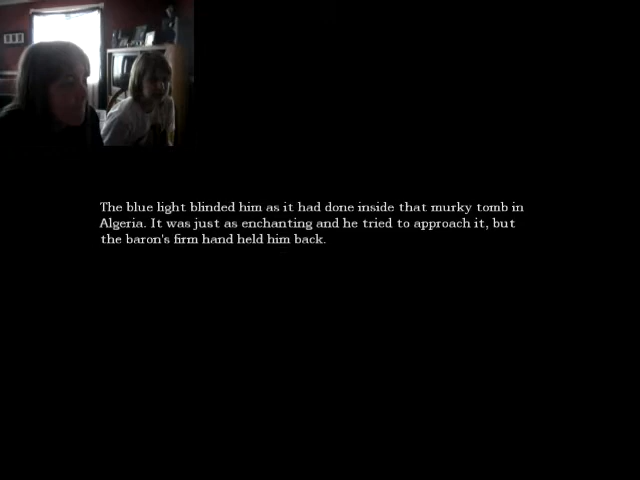 The blue light blinded him as it had done inside that murky tomb in
Algeria. It was just as enchanting and he tried to approach it, but
the baron's firm hand held him back.